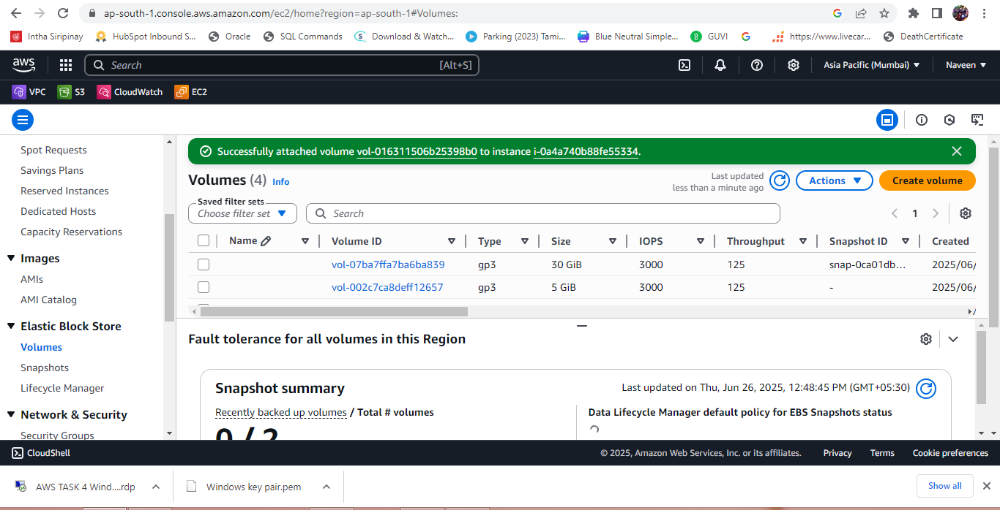 ap-south-1.console.aws.amazon.com/ec2/home?region=ap-south-1#Volumes:
Intha Siripinay
HubSpot Inbound S...
Oracle
SQL Commands
Download & Watch...
Parking (2023) Tami...
Blue Neutral Simple...
GUVI
https://www.livecar...
DeathCertificate
aws
Search
[Alt+S]
Asia Pacific (Mumbai)
Naveen
VPC
S3
CloudWatch
EC2
Spot Requests
Savings Plans
Reserved Instances
Dedicated Hosts
Capacity Reservations
Images
AMIs
AMI Catalog
Elastic Block Store
Volumes
Snapshots
Lifecycle Manager
Network & Security
Security Groups
Successfully attached volume vol-016311506b25398b0 to instance i-0a4a740b88fe55334.
Volumes (4) Info
Last updated
less than a minute ago
Actions
Create volume
Saved filter sets
Choose filter set
Search
1
Name
Volume ID
Type
Size
IOPS
Throughput
Snapshot ID
Created
vol-07ba7ffa7ba6ba839 gp3 30 GiB 3000 125 snap-0ca01db... 2025/06/
vol-002c7ca8deff12657 gp3 5 GiB 3000 125 - 2025/06/
Fault tolerance for all volumes in this Region
Snapshot summary
Last updated on Thu, Jun 26, 2025, 12:48:45 PM (GMT+05:30)
Recently backed up volumes / Total # volumes
0 / 2
Data Lifecycle Manager default policy for EBS Snapshots status
CloudShell
© 2025, Amazon Web Services, Inc. or its affiliates.
Privacy
Terms
Cookie preferences
AWS TASK 4 Wind....rdp
Windows key pair.pem
Show all